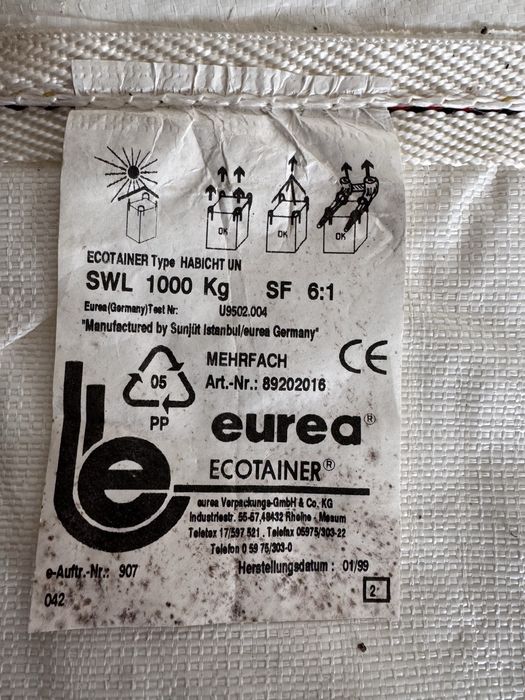 OK
OK
OK
ECOTAINER Type HABICHT UN
SWL 1000 Kg SF 6:1
Eurea(Germany)Test Nr: U9502.004
"Manufactured by Sunjüt Istanbul/eurea Germany"
MEHRFACH CE
Art.-Nr.: 89202016
05
PP
eurea®
ECOTAINER®
e
eurea Verpackungs-GmbH & Co. KG
Industriestr. 55-57,48432 Rheine - Mesum
Teletex 17/597 521 . Telefax 05975/303-22
Telefon 0 59 75/303-0
e-Auftr.-Nr.: 907 Herstellungsdatum : 01/99
042 2